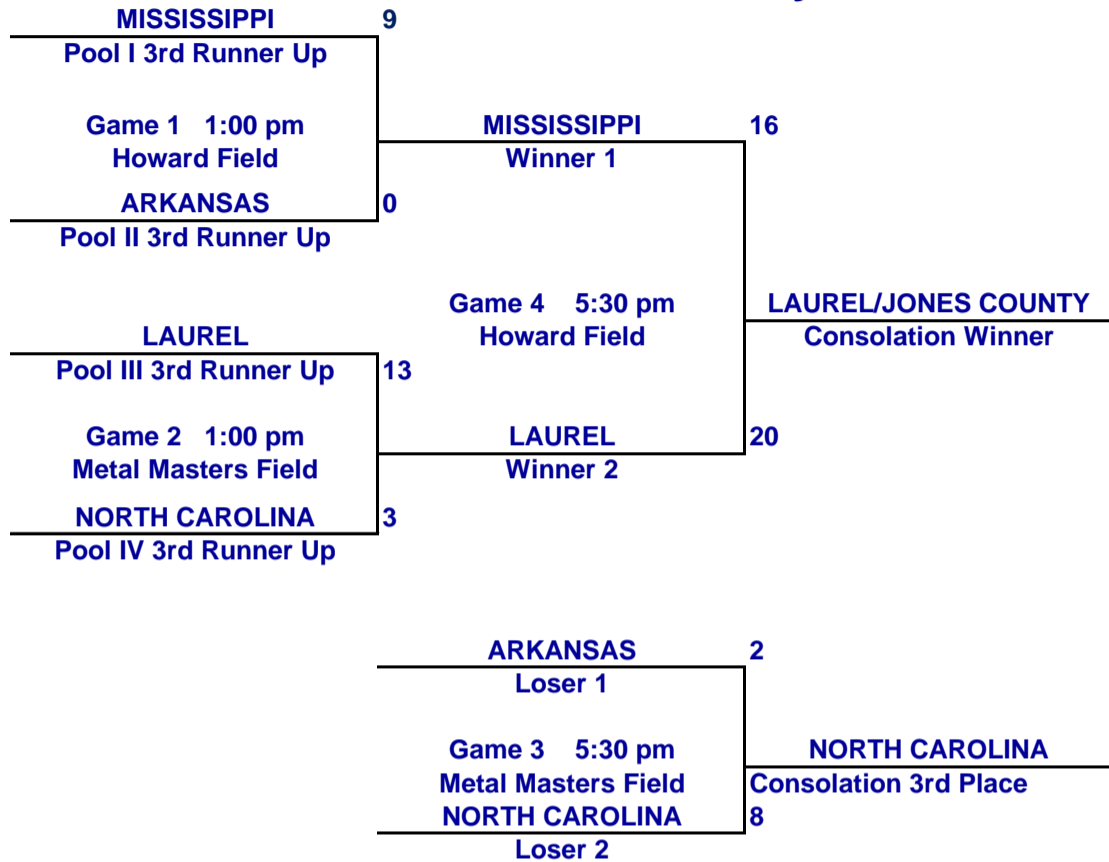 MISSISSIPPI 9
Pool I 3rd Runner Up
Game 1 1:00 pm
Howard Field
ARKANSAS 0
Pool II 3rd Runner Up
MISSISSIPPI 16
Winner 1
LAUREL
Pool III 3rd Runner Up 13
Game 2 1:00 pm
Metal Masters Field
NORTH CAROLINA 3
Pool IV 3rd Runner Up
Game 4 5:30 pm
Howard Field
LAUREL 20
Winner 2
LAUREL/JONES COUNTY
Consolation Winner
ARKANSAS 2
Loser 1
Game 3 5:30 pm
Metal Masters Field
NORTH CAROLINA 8
Loser 2
NORTH CAROLINA
Consolation 3rd Place